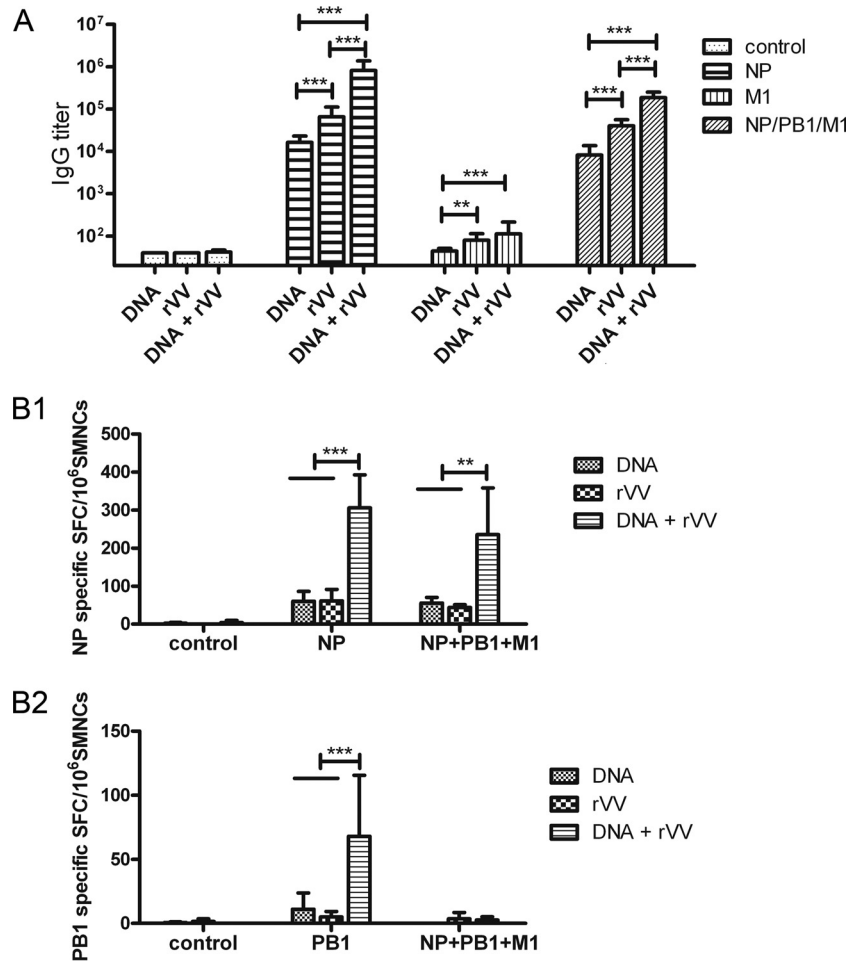 A
IgG titer
10⁷
10⁶
10⁵
10⁴
10³
10²
***
***
***
**
***
***
***
***
control
NP
M1
NP/PB1/M1
DNA
rVV
DNA + rVV
DNA
rVV
DNA + rVV
DNA
rVV
DNA + rVV
DNA
rVV
DNA + rVV
B1
NP specific SFC/10⁶SMNCs
500
400
300
200
100
0
***
**
DNA
rVV
DNA + rVV
control NP NP+PB1+M1
B2
PB1 specific SFC/10⁶SMNCs
150
100
50
0
***
DNA
rVV
DNA + rVV
control PB1 NP+PB1+M1